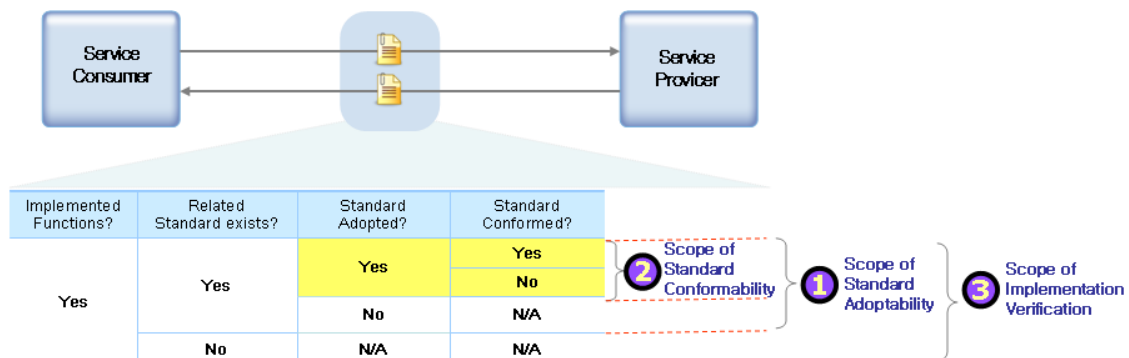 Service
Consumer
Service
Provicer
Implemented
Functions?
Related
Standard exists?
Standard
Adopted?
Standard
Conformed?
Yes
Yes
Yes
Yes
No
No
N/A
No
N/A
N/A
2
Scope of
Standard
Conformability
1
Scope of
Standard
Adoptability
3
Scope of
Implementation
Verification